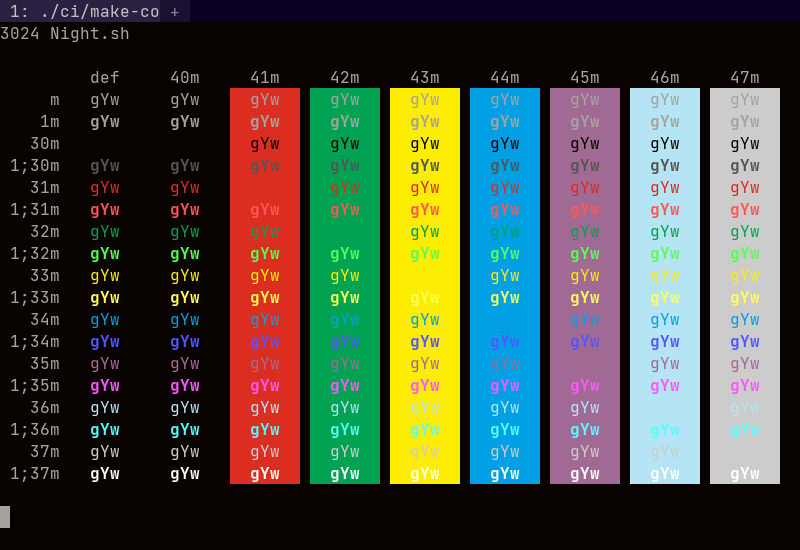 1: ./ci/make-co +
3024 Night.sh
def 40m 41m 42m 43m 44m 45m 46m 47m
m gYw gYw gYw gYw gYw gYw gYw gYw gYw
1m gYw gYw gYw gYw gYw gYw gYw gYw gYw
30m gYw gYw gYw gYw gYw gYw gYw
1;30m gYw gYw gYw gYw gYw gYw gYw gYw gYw
31m gYw gYw gYw gYw gYw gYw gYw gYw
1;31m gYw gYw gYw gYw gYw gYw gYw gYw gYw
32m gYw gYw gYw gYw gYw gYw gYw gYw
1;32m gYw gYw gYw gYw gYw gYw gYw gYw gYw
33m gYw gYw gYw gYw gYw gYw gYw gYw
1;33m gYw gYw gYw gYw gYw gYw gYw gYw gYw
34m gYw gYw gYw gYw gYw gYw gYw gYw
1;34m gYw gYw gYw gYw gYw gYw gYw gYw gYw
35m gYw gYw gYw gYw gYw gYw gYw gYw
1;35m gYw gYw gYw gYw gYw gYw gYw gYw gYw
36m gYw gYw gYw gYw gYw gYw gYw gYw
1;36m gYw gYw gYw gYw gYw gYw gYw gYw gYw
37m gYw gYw gYw gYw gYw gYw gYw gYw
1;37m gYw gYw gYw gYw gYw gYw gYw gYw gYw